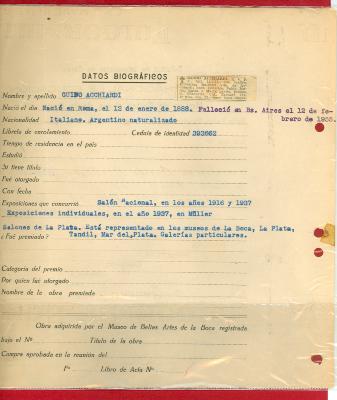 DATOS BIOGRÁFICOS
Nombre y apellido GUIDO ACCHIARDI
Nació el día Nació en Roma, el 12 de enero de 1888. Falleció en Bs. Aires el 12 de fe-
Nacionalidad Italiano. Argentino naturalizado brero de 1955.
Libreta de enrolamiento Cedula de identidad 393662
Tiempo de residencia en el país
Estudió
Si tiene título
Fué otorgado
Con fecha
Exposiciones que concurrió Salón Nacional, en los años 1916 y 1937
Exposiciones individuales, en el año 1937, en Müller
Salones de La Plata. Está representado en los museos de La Boca, La Plata,
¿Fué premiado? Tandil, Mar del Plata. Galerías particulares.
Categoría del premio
Por quien fué otorgado
Nombre de la obra premiada
Obra adquirida por el Museo de Bellas Artes de la Boca registrada
bajo el Nº Título de la obra
Compra aprobada en la reunión del
Fº Libro de Acta Nº